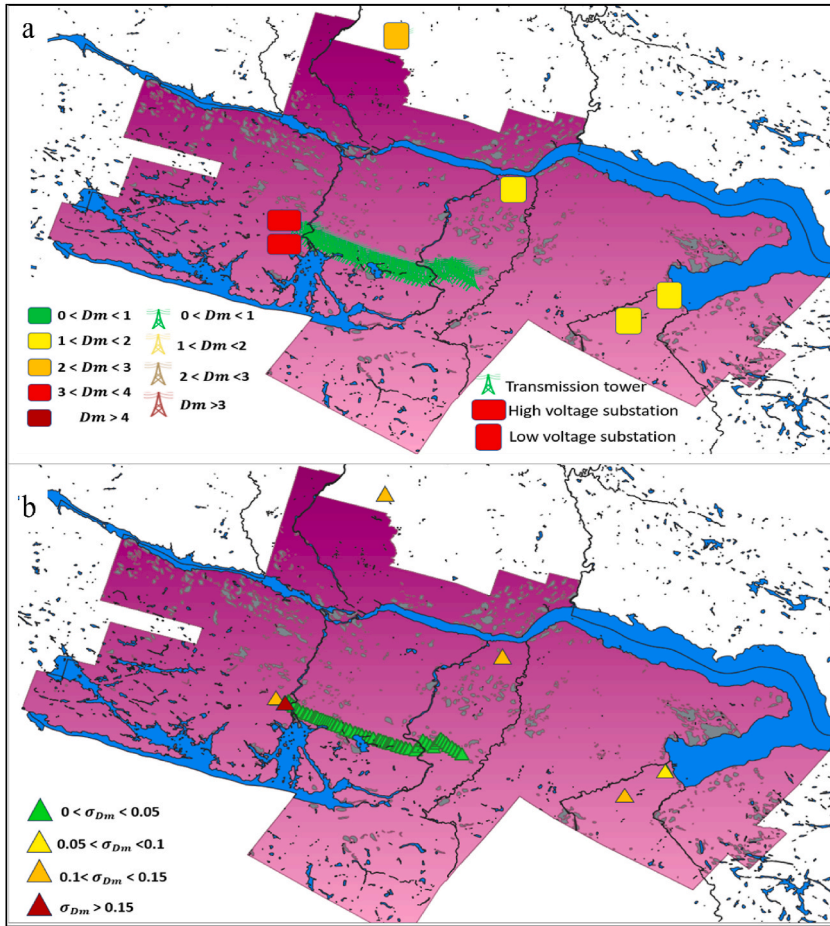 a
0 < Dm < 1 0 < Dm < 1
1 < Dm < 2 1 < Dm <2
2 < Dm < 3 2 < Dm <3
3 < Dm < 4 Dm >3
Dm > 4
Transmission tower
High voltage substation
Low voltage substation
b
0 < σDm < 0.05
0.05 < σDm <0.1
0.1< σDm < 0.15
σDm > 0.15